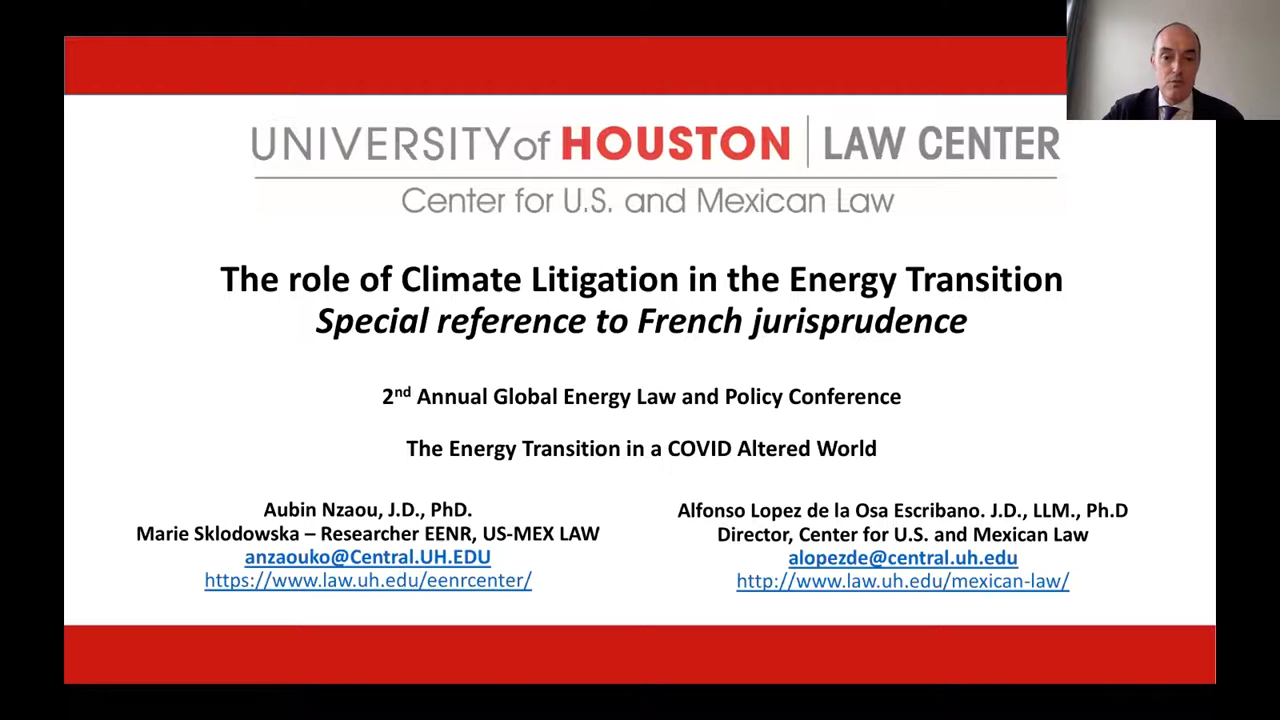 UNIVERSITY of HOUSTON | LAW CENTER
Center for U.S. and Mexican Law
The role of Climate Litigation in the Energy Transition
Special reference to French jurisprudence
2nd Annual Global Energy Law and Policy Conference
The Energy Transition in a COVID Altered World
Aubin Nzaou, J.D., PhD.
Marie Sklodowska – Researcher EENR, US-MEX LAW
anzaouko@Central.UH.EDU
https://www.law.uh.edu/eenrcenter/
Alfonso Lopez de la Osa Escribano. J.D., LLM., Ph.D
Director, Center for U.S. and Mexican Law
alopezde@central.uh.edu
http://www.law.uh.edu/mexican-law/